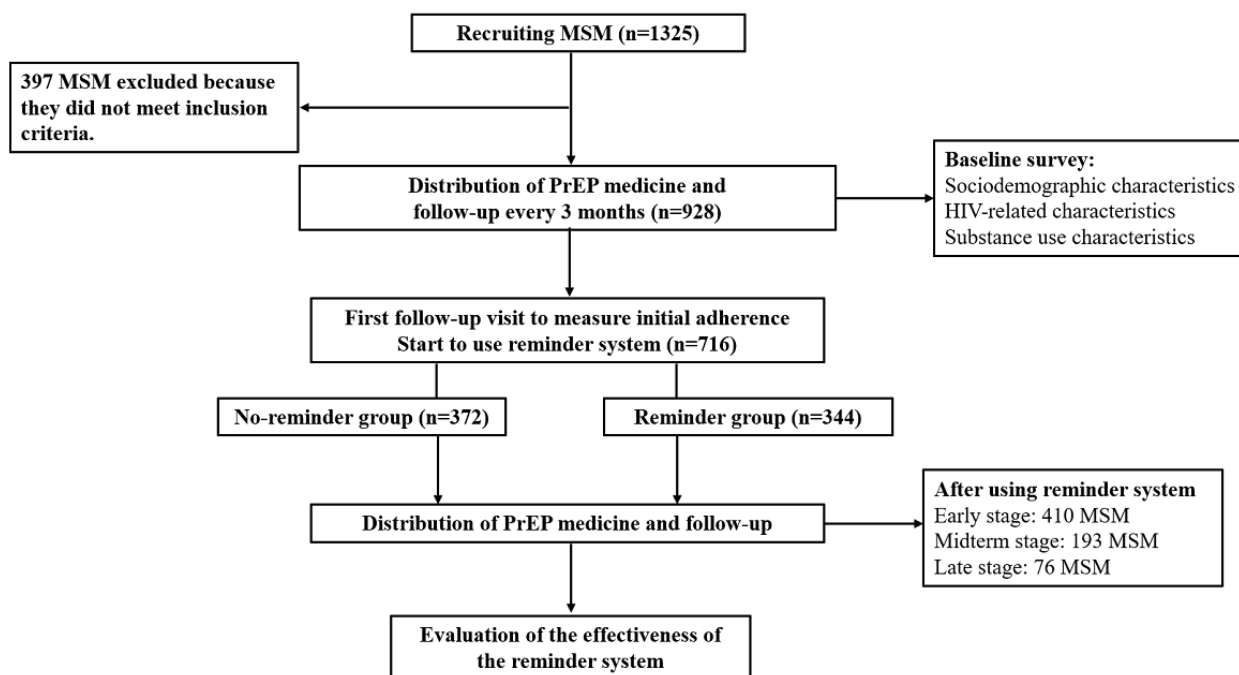 Recruiting MSM (n=1325)
397 MSM excluded because
they did not meet inclusion
criteria.
Distribution of PrEP medicine and
follow-up every 3 months (n=928)
Baseline survey:
Sociodemographic characteristics
HIV-related characteristics
Substance use characteristics
First follow-up visit to measure initial adherence
Start to use reminder system (n=716)
No-reminder group (n=372)
Reminder group (n=344)
Distribution of PrEP medicine and follow-up
After using reminder system
Early stage: 410 MSM
Midterm stage: 193 MSM
Late stage: 76 MSM
Evaluation of the effectiveness of
the reminder system